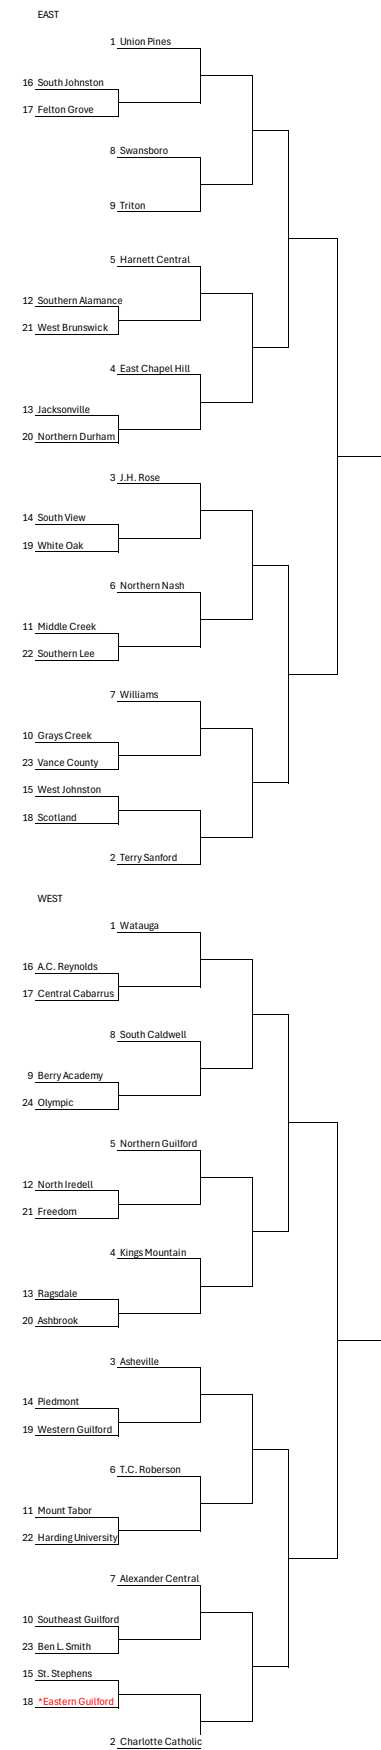 EAST
1 Union Pines
16 South Johnston
17 Felton Grove
8 Swansboro
9 Triton
5 Harnett Central
12 Southern Alamance
21 West Brunswick
4 East Chapel Hill
13 Jacksonville
20 Northern Durham
3 J.H. Rose
14 South View
19 White Oak
6 Northern Nash
11 Middle Creek
22 Southern Lee
7 Williams
10 Grays Creek
23 Vance County
15 West Johnston
18 Scotland
2 Terry Sanford
WEST
1 Watauga
16 A.C. Reynolds
17 Central Cabarrus
8 South Caldwell
9 Berry Academy
24 Olympic
5 Northern Guilford
12 North Iredell
21 Freedom
4 Kings Mountain
13 Ragsdale
20 Ashbrook
3 Asheville
14 Piedmont
19 Western Guilford
6 T.C. Roberson
11 Mount Tabor
22 Harding University
7 Alexander Central
10 Southeast Guilford
23 Ben L. Smith
15 St. Stephens
18 *Eastern Guilford
2 Charlotte Catholic